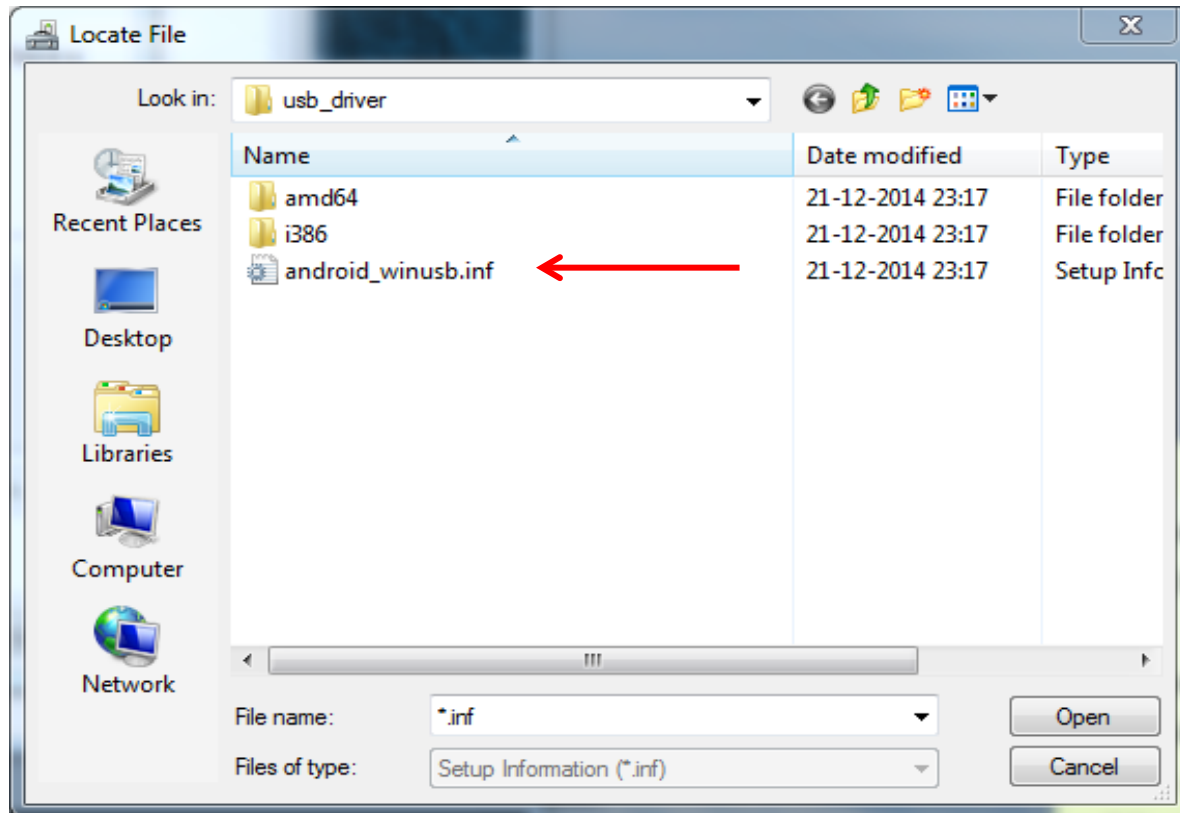 Locate File
Look in: usb_driver
Name Date modified Type
amd64 21-12-2014 23:17 File folder
i386 21-12-2014 23:17 File folder
android_winusb.inf 21-12-2014 23:17 Setup Info
Recent Places
Desktop
Libraries
Computer
Network
File name: *.inf Open
Files of type: Setup Information (*.inf) Cancel